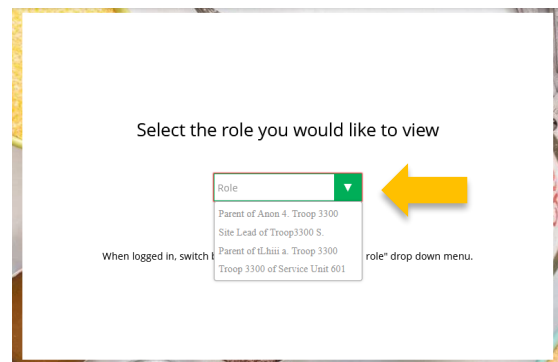 Select the role you would like to view
Role
Parent of Anon 4. Troop 3300
Site Lead of Troop3300 S.
Parent of tLhiii a. Troop 3300
When logged in, switch role" drop down menu.
Troop 3300 of Service Unit 601